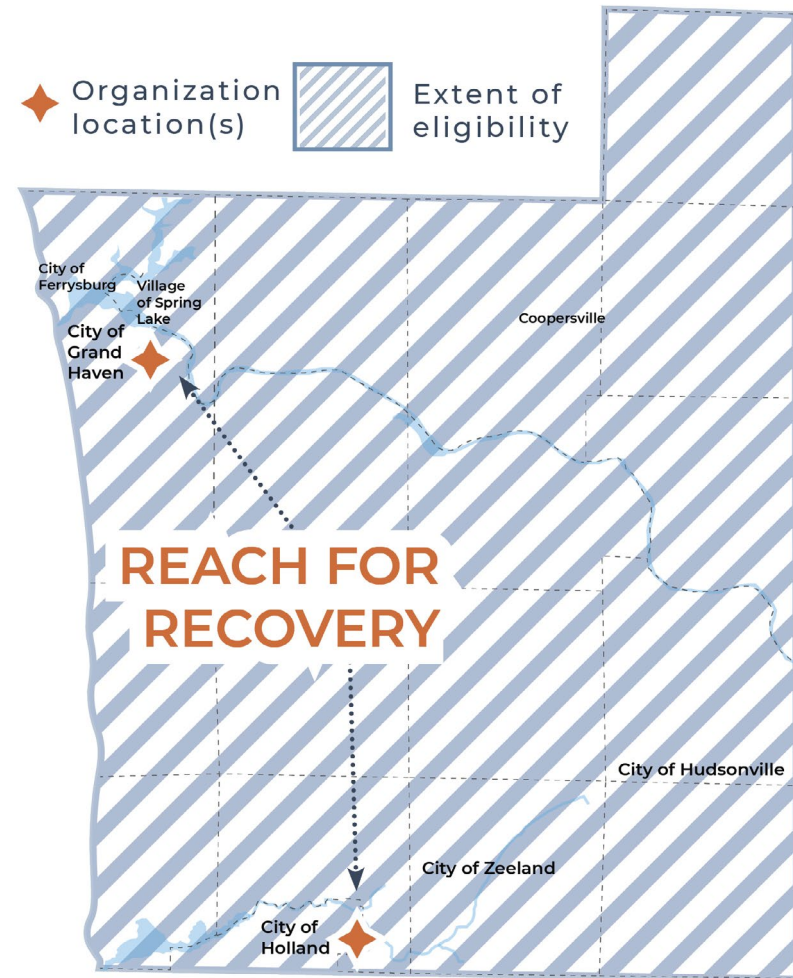 Organization
location(s)
Extent of
eligibility
City of
Ferrysburg
Village
of Spring
Lake
City of
Grand
Haven
Coopersville
REACH FOR
RECOVERY
City of Hudsonville
City of Zeeland
City of
Holland